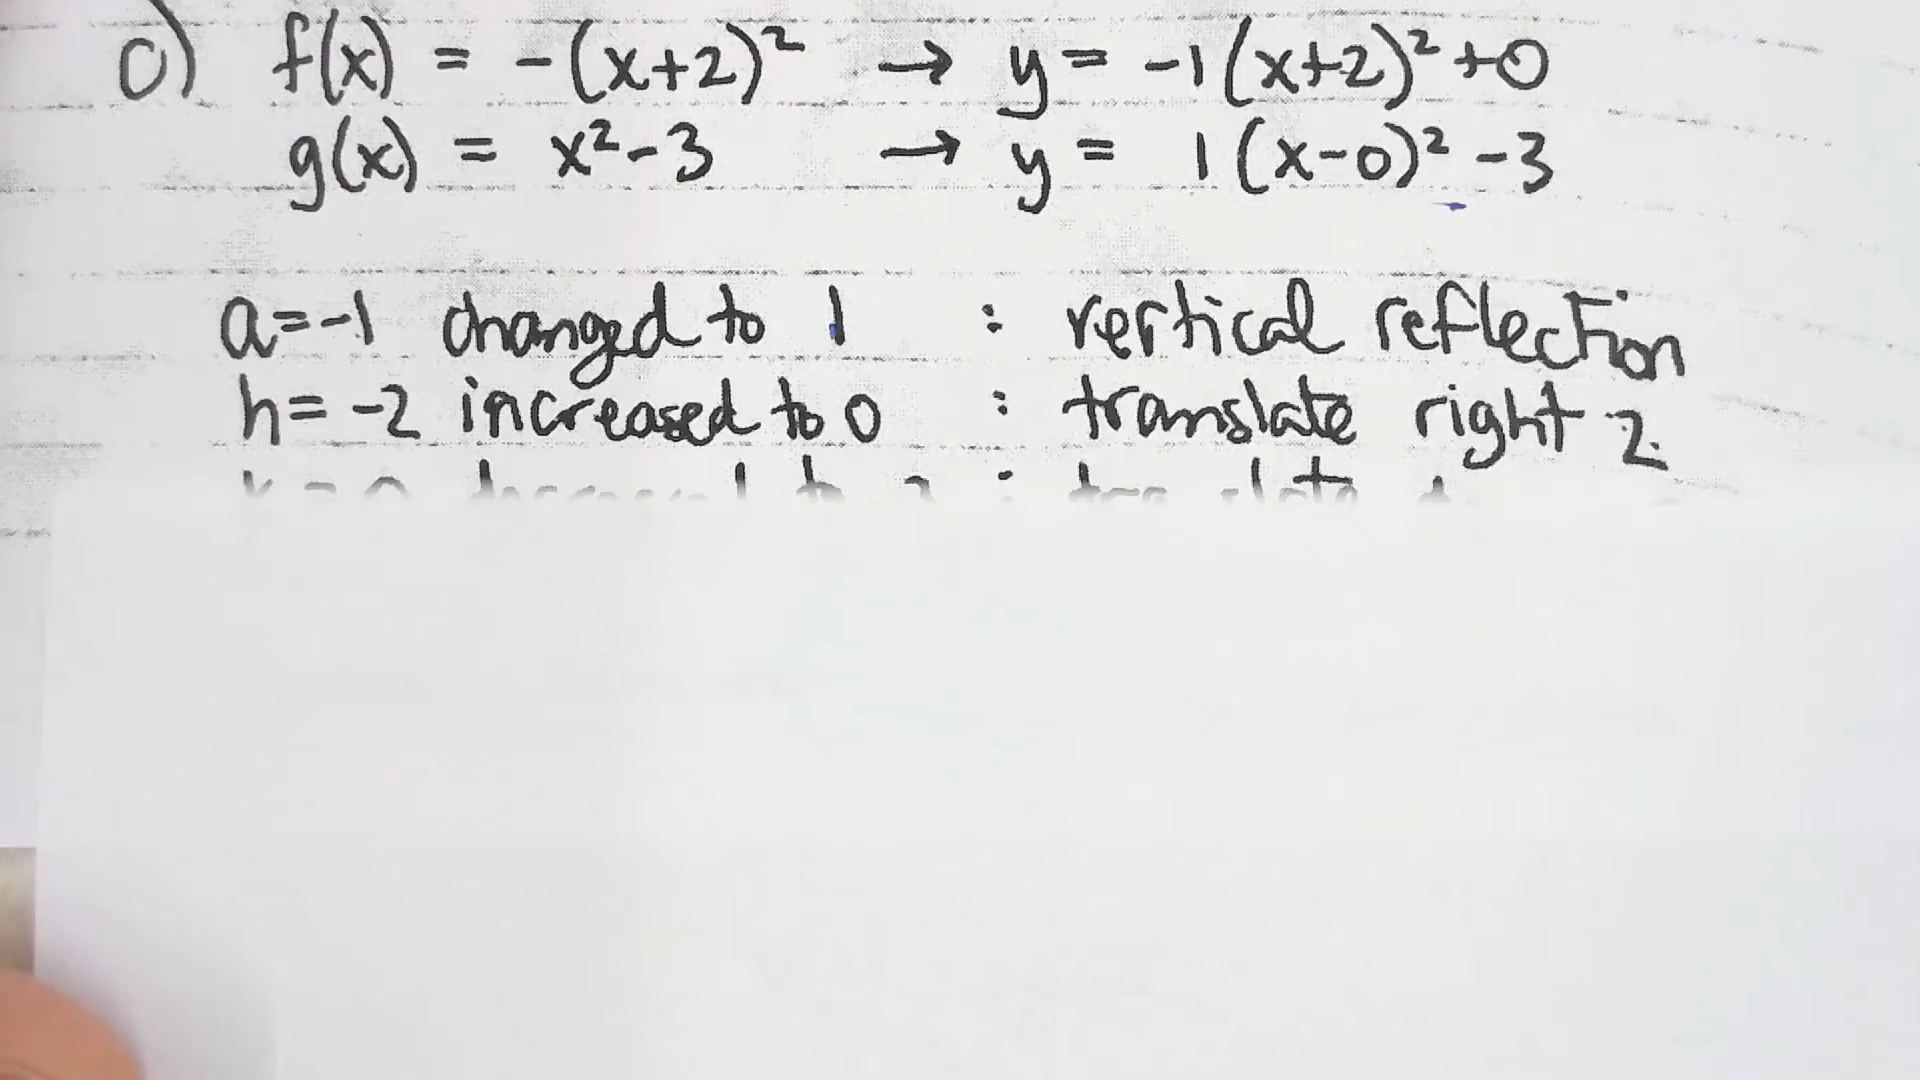 c) f(x) = -(x+2)² → y = -1(x+2)²+0
g(x) = x²-3 → y = 1(x-0)²-3
a=-1 changed to 1 : vertical reflection
h=-2 increased to 0 : translate right 2.